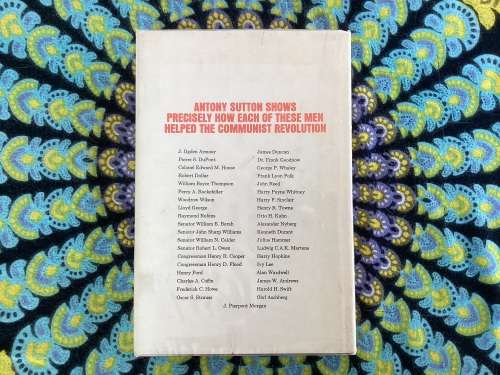 ANTONY SUTTON SHOWS
PRECISELY HOW EACH OF THESE MEN
HELPED THE COMMUNIST REVOLUTION
J. Ogden Armour
Pierre S. DuPont
Colonel Edward M. House
Robert Dollar
William Boyce Thompson
Percy A. Rockefeller
Woodrow Wilson
Lloyd George
Raymond Robins
Senator William E. Borah
Senator John Sharp Williams
Senator William N. Calder
Senator Robert L. Owen
Congressman Henry R. Cooper
Congressman Henry D. Flood
Henry Ford
Charles A. Coffin
Frederick C. Howe
Oscar S. Straus
James Duncan
Dr. Frank Goodnow
George P. Whaley
Frank Lyon Polk
John Reed
Harry Payne Whitney
Harry F. Sinclair
Henry R. Towne
Otto H. Kahn
Alexander Nyberg
Kenneth Durant
Julius Hammer
Ludwig C.A.K. Martens
Harry Hopkins
Ivy Lee
Alan Wardwell
James W. Andrews
Harold H. Swift
Olof Aschberg
J. Pierpont Morgan